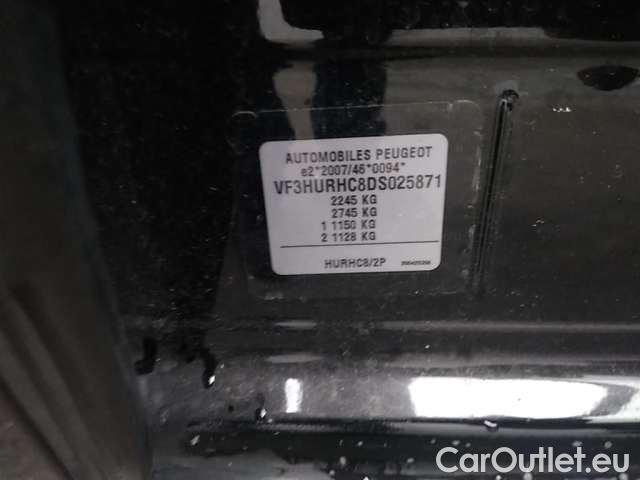 AUTOMOBILES PEUGEOT
e2*2007/46*0094*
VF3HURHC8DS025871
2245 KG
2745 KG
1 1150 KG
2 1128 KG
HURHC8/2P
CarOutlet.eu